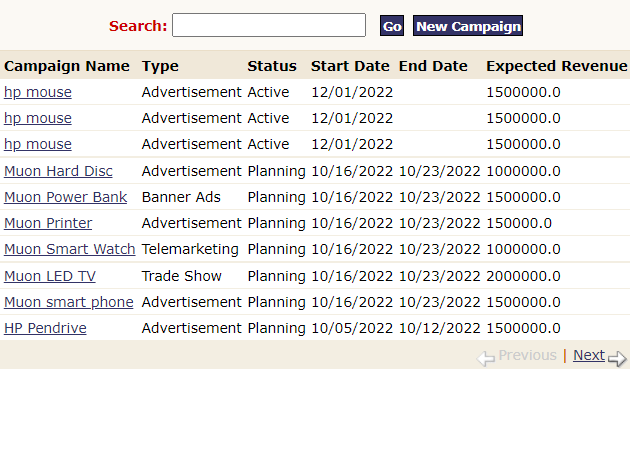 Search: Go New Campaign
Campaign Name Type Status Start Date End Date Expected Revenue
hp mouse Advertisement Active 12/01/2022 1500000.0
hp mouse Advertisement Active 12/01/2022 1500000.0
hp mouse Advertisement Active 12/01/2022 1500000.0
Muon Hard Disc Advertisement Planning 10/16/2022 10/23/2022 1000000.0
Muon Power Bank Banner Ads Planning 10/16/2022 10/23/2022 1500000.0
Muon Printer Advertisement Planning 10/16/2022 10/23/2022 150000.0
Muon Smart Watch Telemarketing Planning 10/16/2022 10/23/2022 1000000.0
Muon LED TV Trade Show Planning 10/16/2022 10/23/2022 2000000.0
Muon smart phone Advertisement Planning 10/16/2022 10/23/2022 1500000.0
HP Pendrive Advertisement Planning 10/05/2022 10/12/2022 1500000.0
Previous | Next